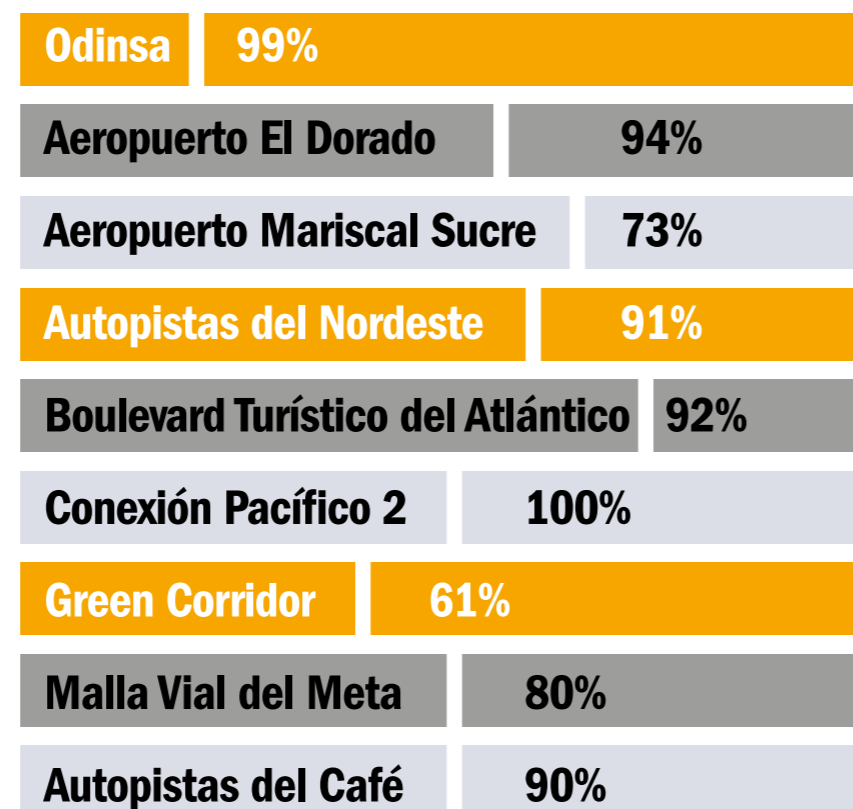 Odinsa 99%
Aeropuerto El Dorado 94%
Aeropuerto Mariscal Sucre 73%
Autopistas del Nordeste 91%
Boulevard Turístico del Atlántico 92%
Conexión Pacífico 2 100%
Green Corridor 61%
Malla Vial del Meta 80%
Autopistas del Café 90%